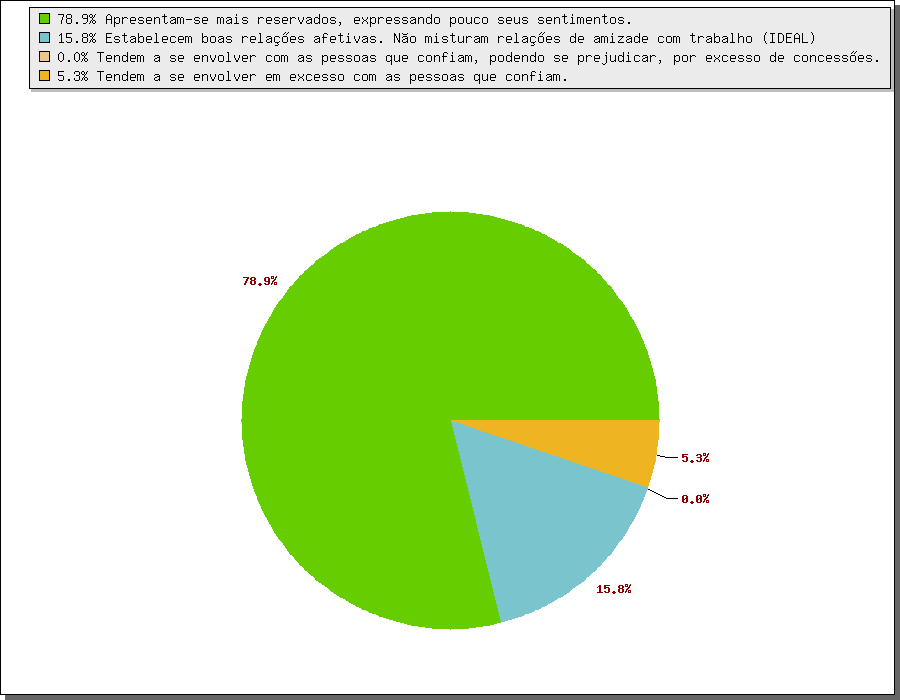 78.9% Apresentam-se mais reservados, expressando pouco seus sentimentos.
15.8% Estabelecem boas relações afetivas. Não misturam relações de amizade com trabalho (IDEAL)
0.0% Tendem a se envolver com as pessoas que confiam, podendo se prejudicar, por excesso de concessões.
5.3% Tendem a se envolver em excesso com as pessoas que confiam.
78.9%
5.3%
0.0%
15.8%